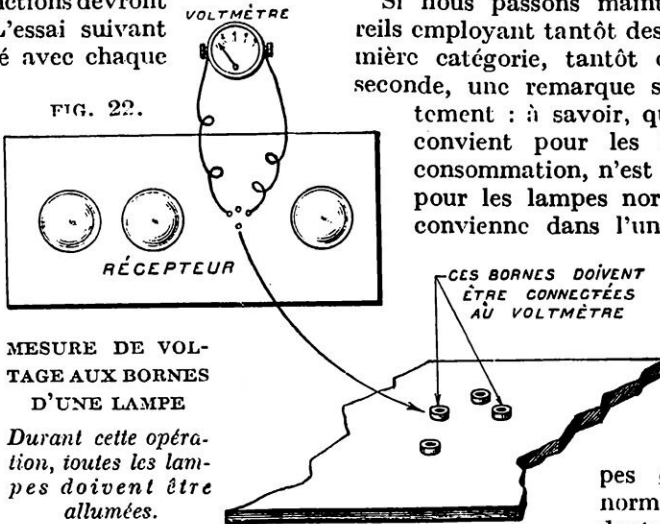 ctions devront
L'essai suivant
é avec chaque
FIG. 22.
VOLTMÈTRE
RÉCEPTEUR
MESURE DE VOL-
TAGE AUX BORNES
D'UNE LAMPE
Durant cette opéra-
tion, toutes les lam-
pes doivent être
allumées.
Si nous passons
reils employant tantôt des
mière catégorie, tantôt
seconde, une remarque
tement : à savoir,
convient pour les
consommation, n'est
pour les lampes
convienne dans l'un
CES BORNES DOIVENT
ÊTRE CONNECTÉES
AU VOLTMÈTRE
pes
norm